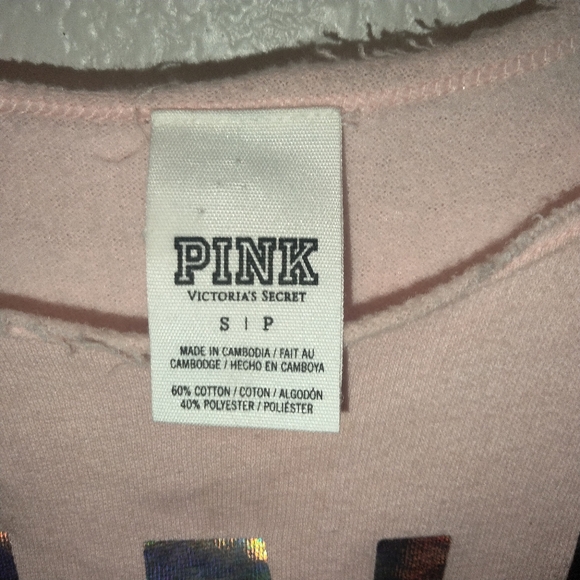 PINK
VICTORIA'S SECRET
S | P
MADE IN CAMBODIA / FAIT AU
CAMBODGE / HECHO EN CAMBOYA
60% COTTON / COTON / ALGODÓN
40% POLYESTER / POLIÉSTER